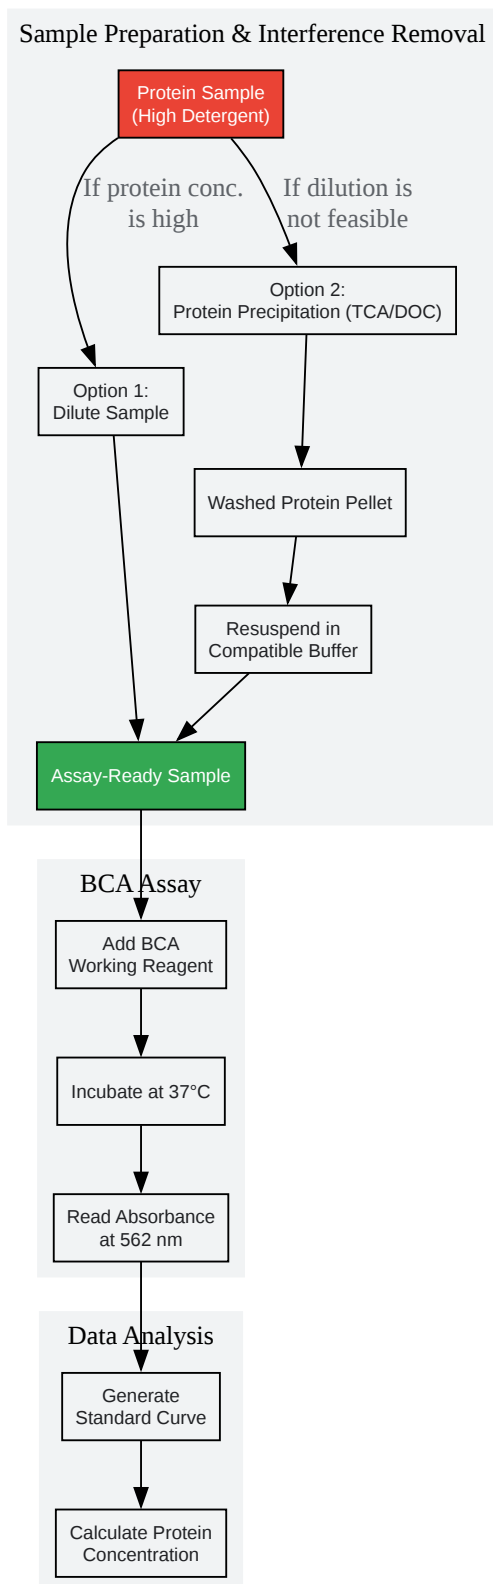 Sample Preparation & Interference Removal
Protein Sample
(High Detergent)
If protein conc.
is high
If dilution is
not feasible
Option 2:
Protein Precipitation (TCA/DOC)
Option 1:
Dilute Sample
Washed Protein Pellet
Resuspend in
Compatible Buffer
Assay-Ready Sample
BCA Assay
Add BCA
Working Reagent
Incubate at 37°C
Read Absorbance
at 562 nm
Data Analysis
Generate
Standard Curve
Calculate Protein
Concentration